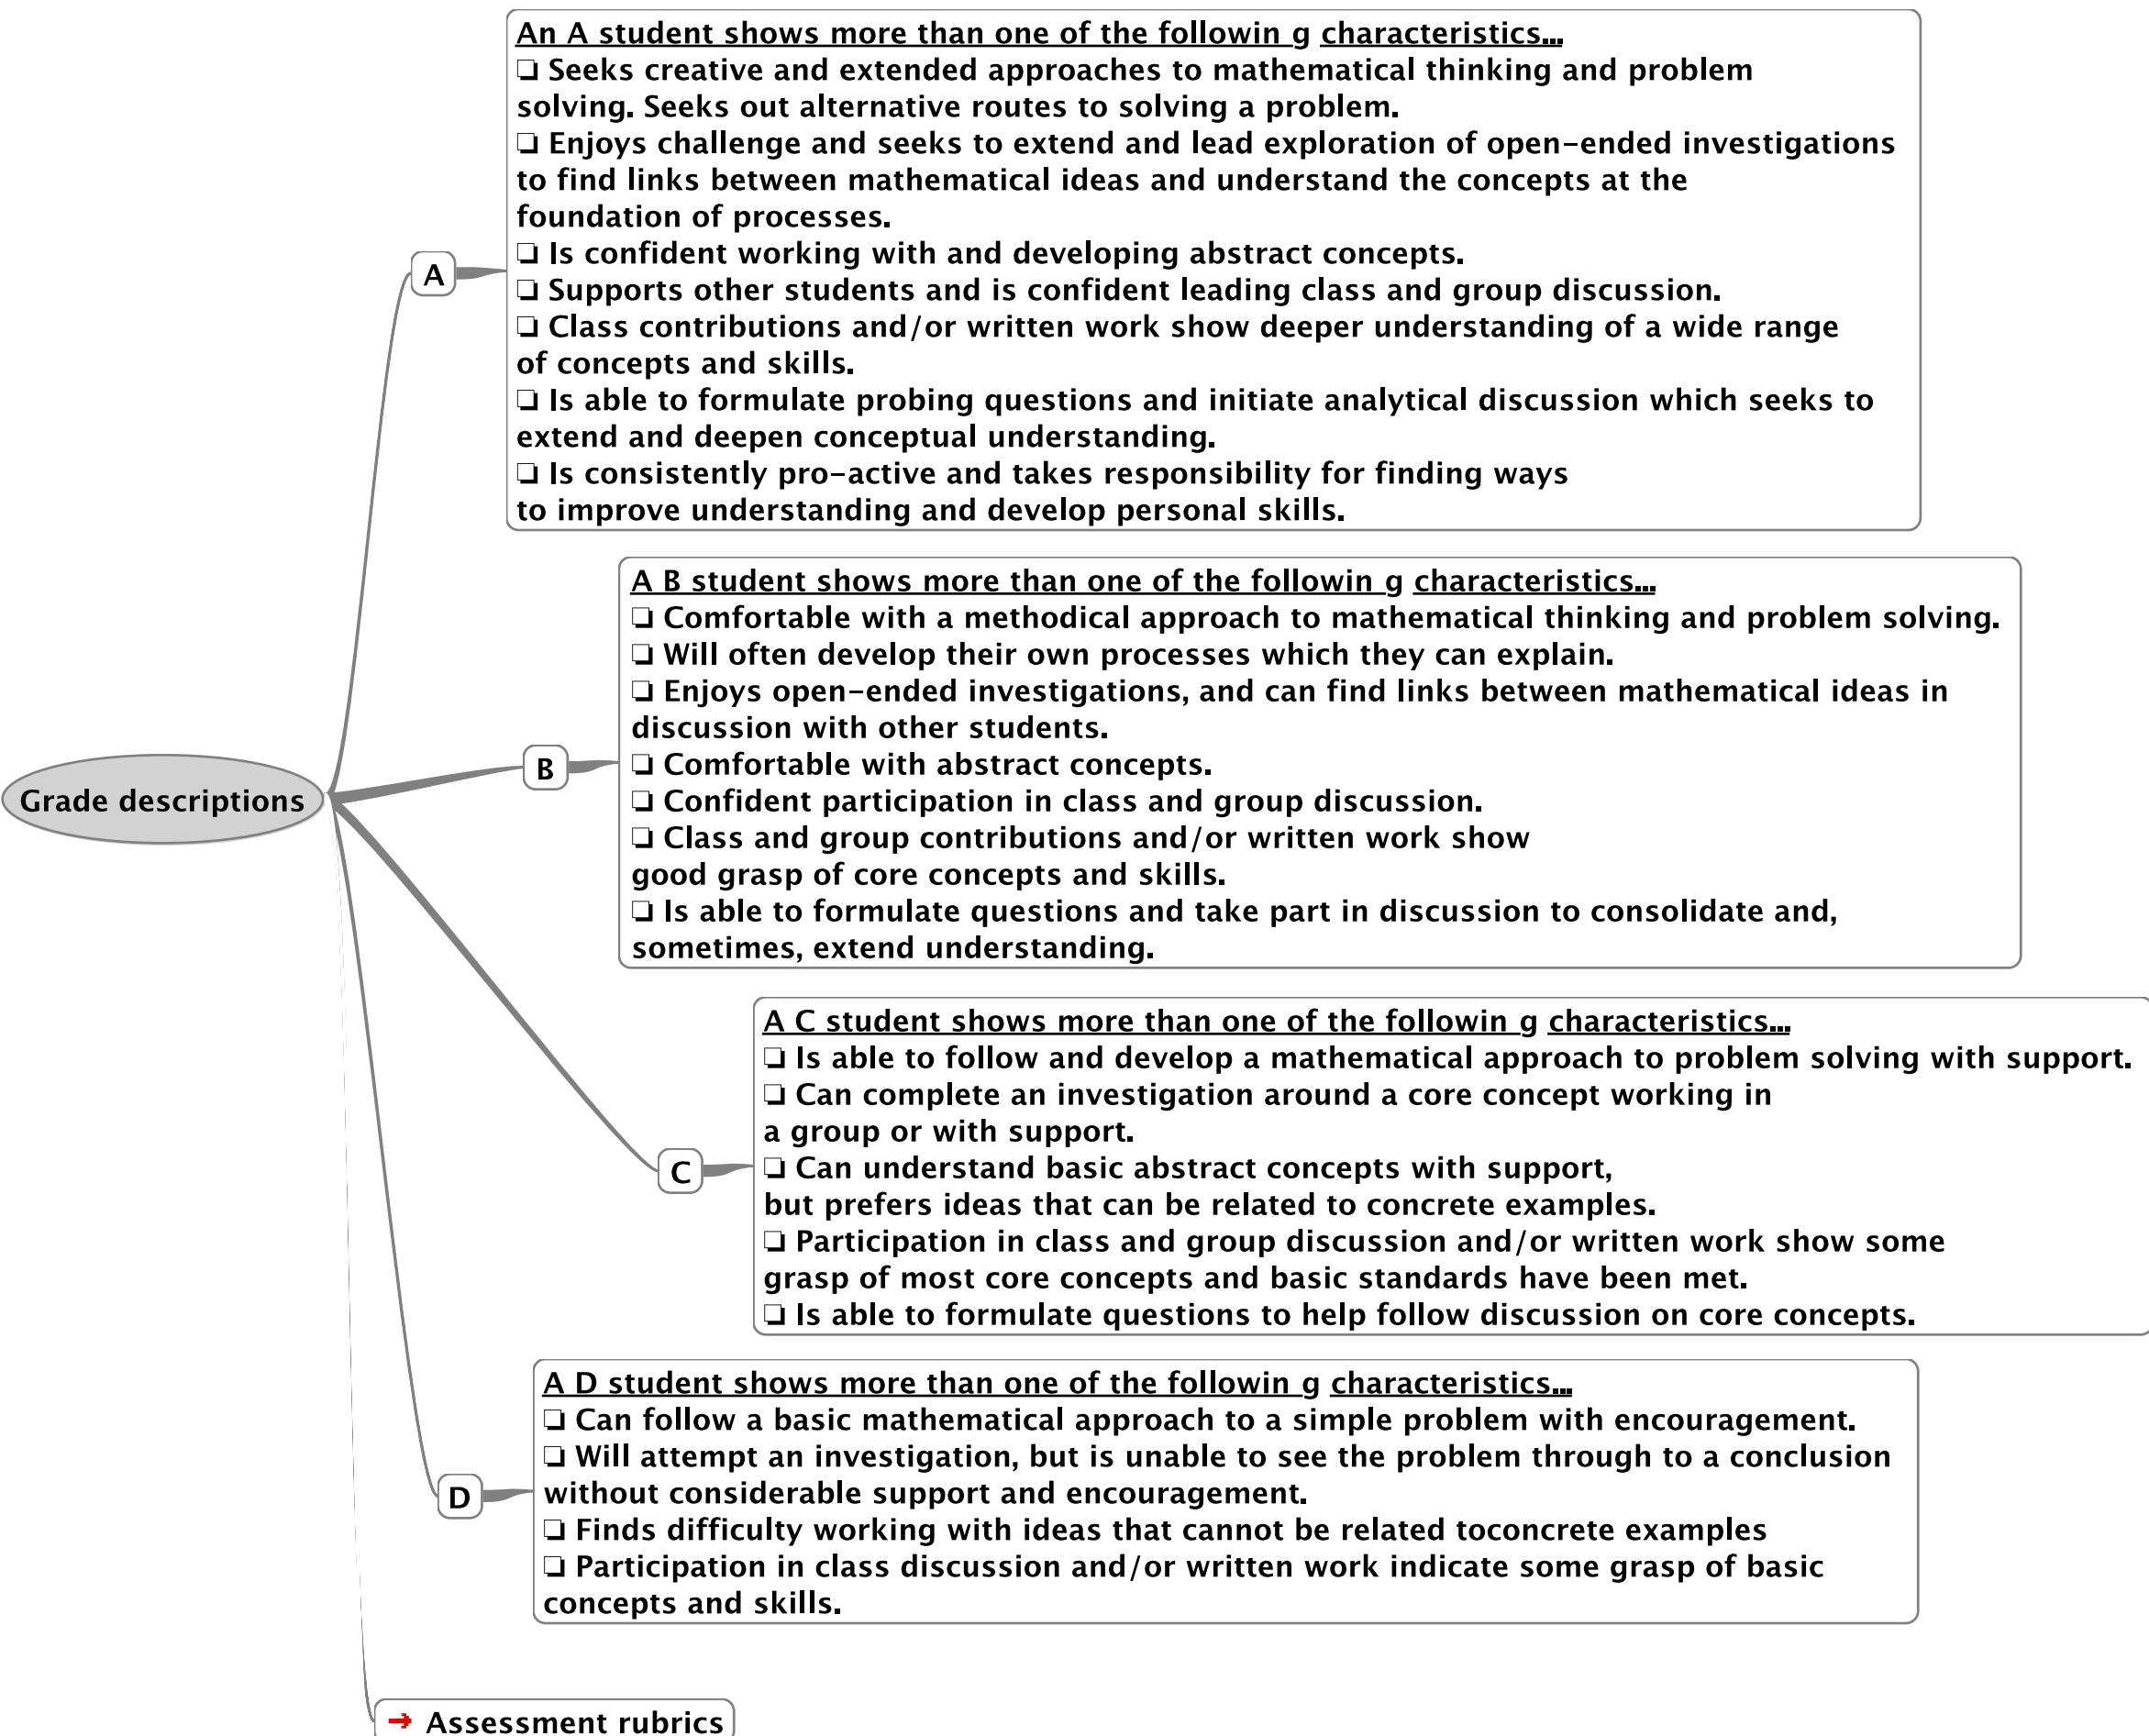 An A student shows more than one of the followin g characteristics...
❏ Seeks creative and extended approaches to mathematical thinking and problem
solving. Seeks out alternative routes to solving a problem.
❏ Enjoys challenge and seeks to extend and lead exploration of open-ended investigations
to find links between mathematical ideas and understand the concepts at the
foundation of processes.
❏ Is confident working with and developing abstract concepts.
❏ Supports other students and is confident leading class and group discussion.
❏ Class contributions and/or written work show deeper understanding of a wide range
of concepts and skills.
❏ Is able to formulate probing questions and initiate analytical discussion which seeks to
extend and deepen conceptual understanding.
❏ Is consistently pro-active and takes responsibility for finding ways
to improve understanding and develop personal skills.
A
A B student shows more than one of the followin g characteristics...
❏ Comfortable with a methodical approach to mathematical thinking and problem solving.
❏ Will often develop their own processes which they can explain.
❏ Enjoys open-ended investigations, and can find links between mathematical ideas in
discussion with other students.
❏ Comfortable with abstract concepts.
❏ Confident participation in class and group discussion.
❏ Class and group contributions and/or written work show
good grasp of core concepts and skills.
❏ Is able to formulate questions and take part in discussion to consolidate and,
sometimes, extend understanding.
B
Grade descriptions
A C student shows more than one of the followin g characteristics...
❏ Is able to follow and develop a mathematical approach to problem solving with support.
❏ Can complete an investigation around a core concept working in
a group or with support.
❏ Can understand basic abstract concepts with support,
but prefers ideas that can be related to concrete examples.
❏ Participation in class and group discussion and/or written work show some
grasp of most core concepts and basic standards have been met.
❏ Is able to formulate questions to help follow discussion on core concepts.
C
A D student shows more than one of the followin g characteristics...
❏ Can follow a basic mathematical approach to a simple problem with encouragement.
❏ Will attempt an investigation, but is unable to see the problem through to a conclusion
without considerable support and encouragement.
❏ Finds difficulty working with ideas that cannot be related toconcrete examples
❏ Participation in class discussion and/or written work indicate some grasp of basic
concepts and skills.
D
Assessment rubrics